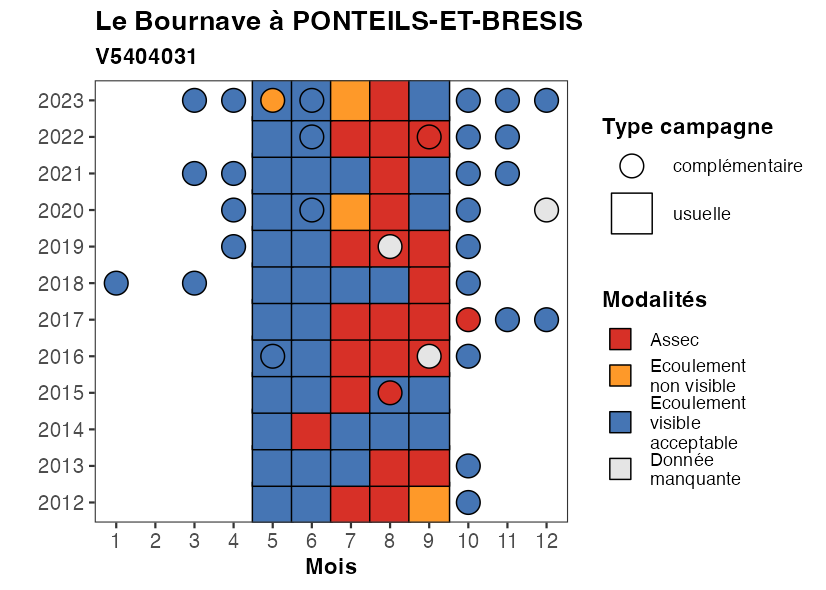 Le Bournave à PONTEILS-ET-BRESIS
V5404031
2023
2022
2021
2020
2019
2018
2017
2016
2015
2014
2013
2012
1 2 3 4 5 6 7 8 9 10 11 12
Mois
Type campagne
complémentaire
usuelle
Modalités
Assec
Ecoulement
non visible
Ecoulement
visible
acceptable
Donnée
manquante